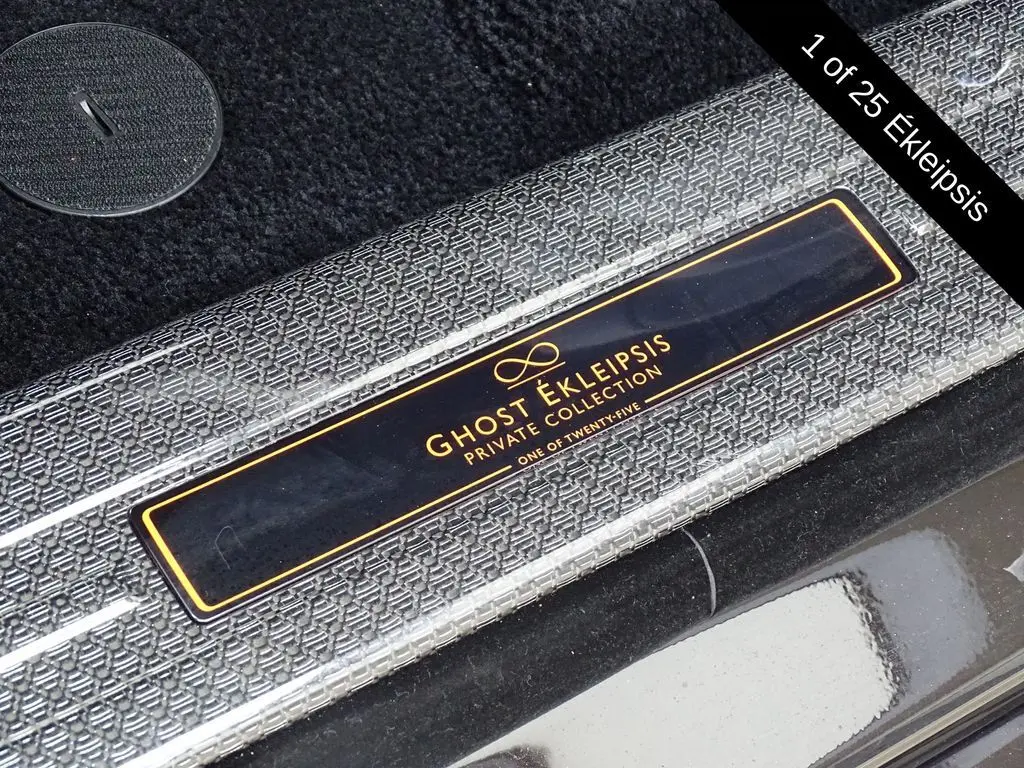 1 of 25 Ékleipsis
GHOST ÉKLEIPSIS
PRIVATE COLLECTION
ONE OF TWENTY-FIVE